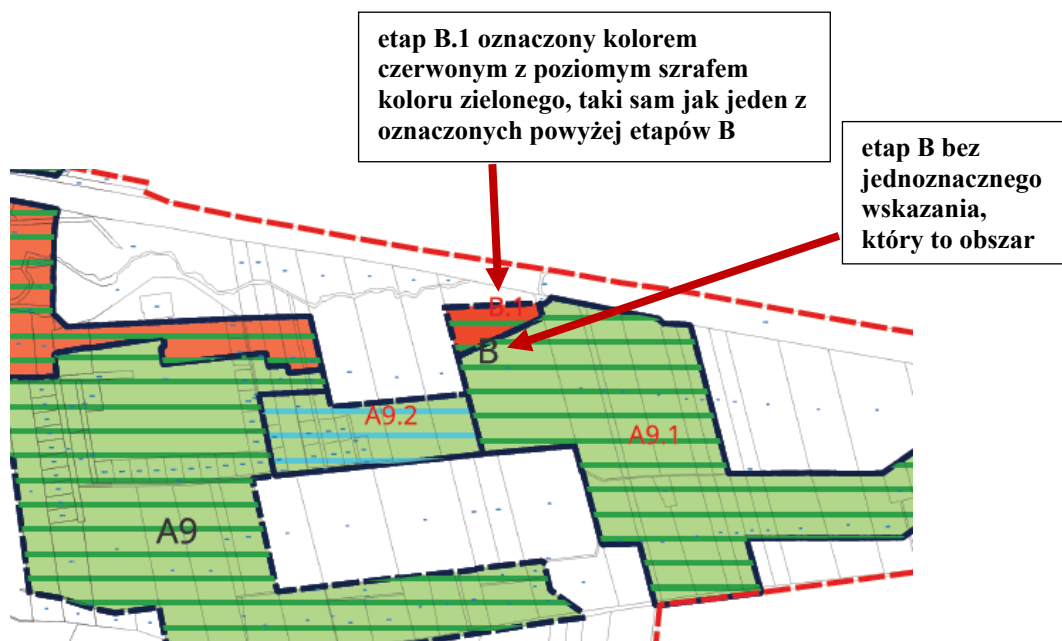 etap B.1 oznaczony kolorem
czerwonym z poziomym szrafem
koloru zielonego, taki sam jak jeden z
oznaczonych powyżej etapów B
etap B bez
jednoznacznego
wskazania,
który to obszar
B.1
B
A9.2
A9.1
A9